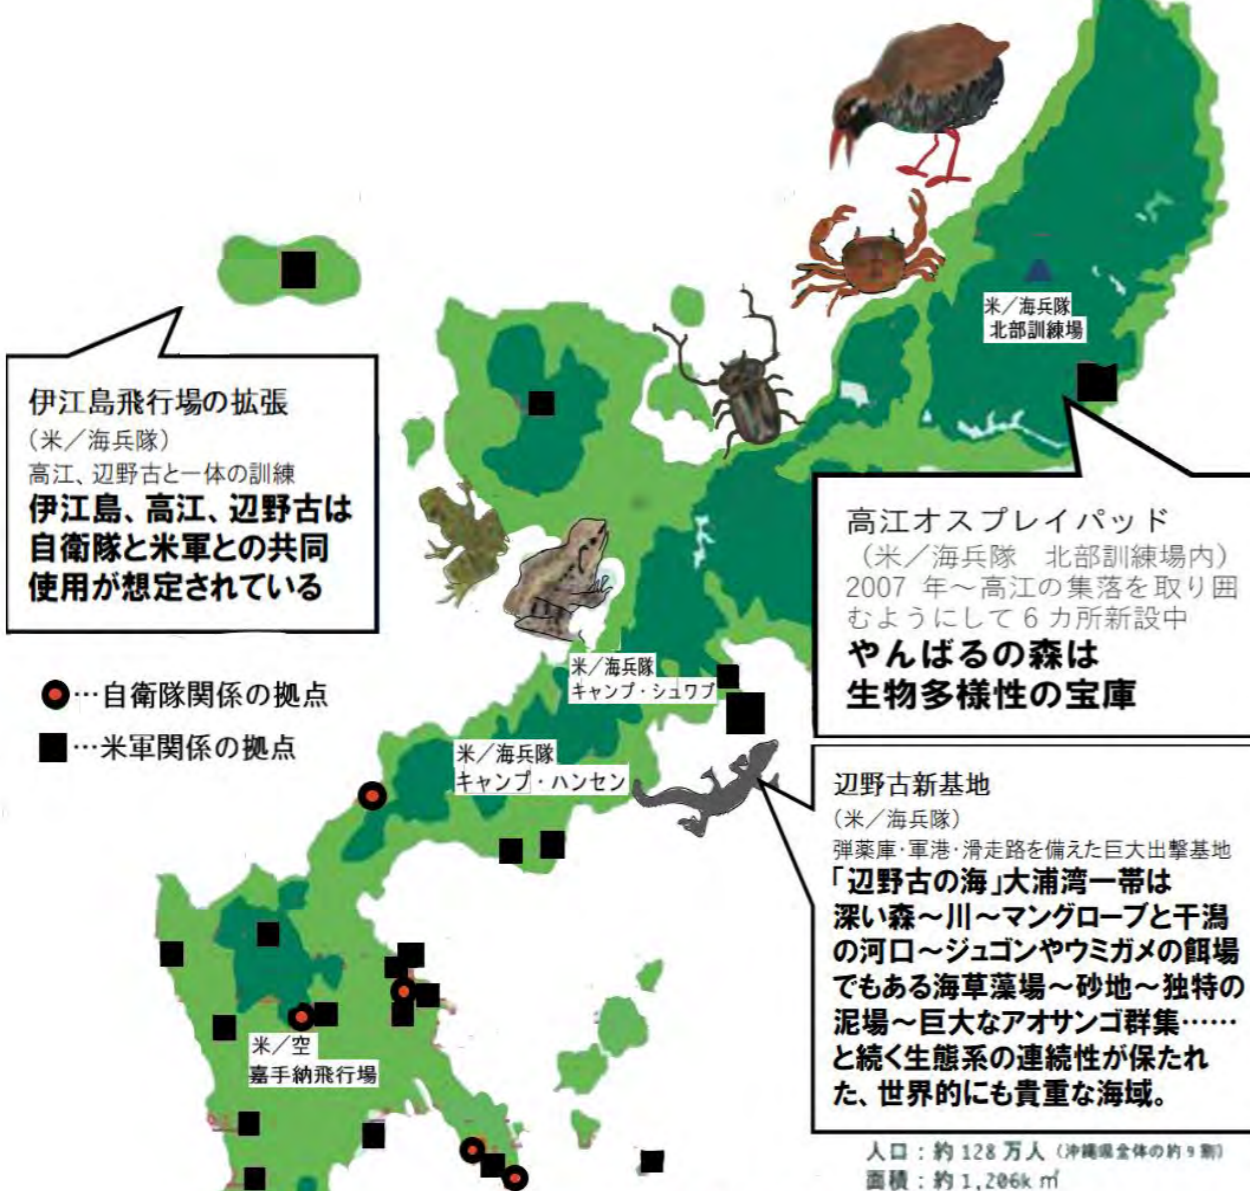 米／海兵隊
北部訓練場
伊江島飛行場の拡張
（米／海兵隊）
高江、辺野古と一体の訓練
伊江島、高江、辺野古は
自衛隊と米軍との共同
使用が想定されている
高江オスプレイパッド
（米／海兵隊　北部訓練場内）
2007 年～高江の集落を取り囲
むようにして 6 カ所新設中
やんばるの森は
生物多様性の宝庫
…自衛隊関係の拠点
…米軍関係の拠点
米／海兵隊
キャンプ・シュワブ
米／海兵隊
キャンプ・ハンセン
辺野古新基地
（米／海兵隊）
弾薬庫・軍港・滑走路を備えた巨大出撃基地
「辺野古の海」大浦湾一帯は
深い森～川～マングローブと干潟
の河口～ジュゴンやウミガメの餌場
でもある海草藻場～砂地～独特の
泥場～巨大なアオサンゴ群集……
と続く生態系の連続性が保たれ
た、世界的にも貴重な海域。
米／空
嘉手納飛行場
人口：約 128 万人（沖縄県全体の約 9 割）
面積：約 1,206k ㎡